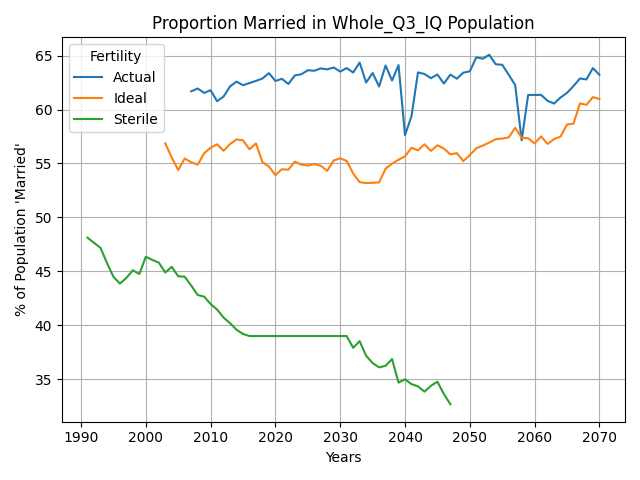 Proportion Married in Whole_Q3_IQ Population
% of Population 'Married'
65
60
55
50
45
40
35
Fertility
Actual
Ideal
Sterile
1990 2000 2010 2020 2030 2040 2050 2060 2070
Years